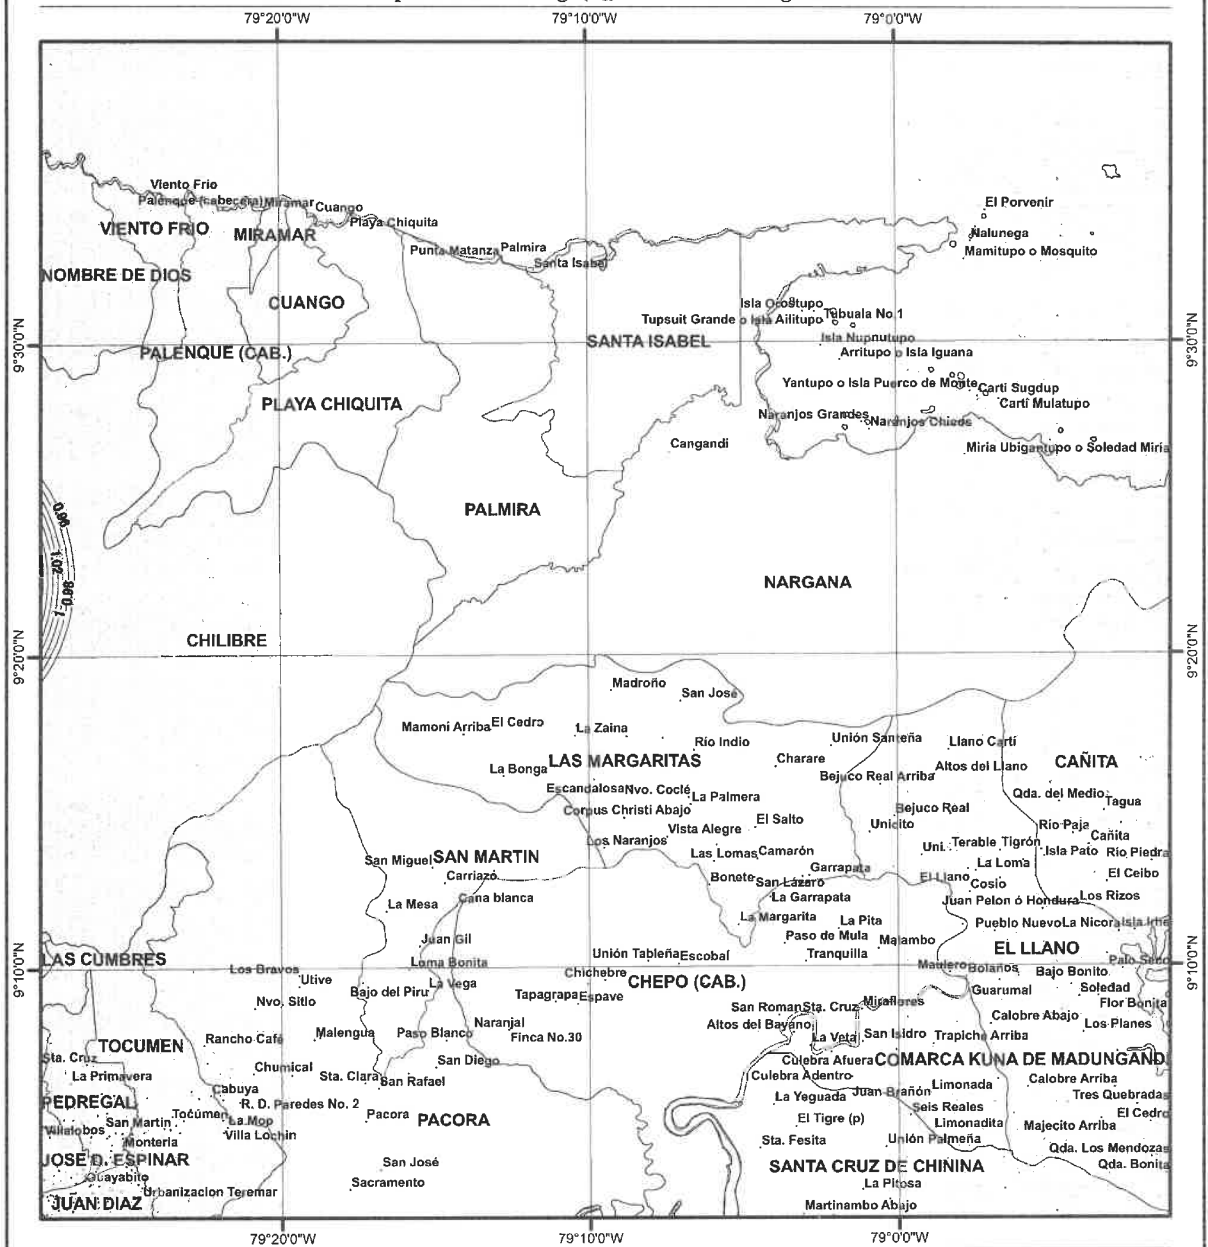 79°20'0"W 79°10'0"W 79°0'0"W
Viento Frio
Palenque (cabecera) Miramar Cuango
Playa Chiquita
El Porvenir
VIENTO FRIO
MIRAMAR
Nalunega
Punta Matanza Palmira
Mamitupo o Mosquito
Santa Isabel
NOMBRE DE DIOS
CUANGO
Isla Ocostupo
Tupsuit Grande o Isla Ailitupo Tubuala No 1
SANTA ISABEL
Isla Nupnutupo
9°30'0"N 9°30'0"N
PALENQUE (CAB.)
Arritupo o Isla Iguana
Yantupo o Isla Puerco de Monte Carti Sugdup
PLAYA CHIQUITA
Cartí Mulatupo
Naranjos Grandes Naranjos Chicos
Cangandi
Miria Ubigantupo o Soledad Miria
0.96
PALMIRA
1.02
1 0.98
NARGANA
CHILIBRE
9°20'0"N 9°20'0"N
Madroño
San José
Mamoni Arriba El Cedro
La Zaina
Río Indio
Unión Santeña
Llano Cartí
LAS MARGARITAS
Charare
CAÑITA
La Bonga
Altos del Llano
Bejuco Real Arriba
Escandalosa Nvo. Coclé
La Palmera
Qda. del Medio
Tagua
Corpus Christi Abajo
Bejuco Real
El Salto
Unicito
Río Paja
Vista Alegre
Cañita
Los Naranjos
Uni. Terable Tigrón
Las Lomas Camarón
Isla Pato Río Piedra
San Miguel SAN MARTIN
La Loma
Garrapata
El Ceibo
Carriazo
Bonete San Lázaro
El Llano
Cosio
Cana blanca
La Garrapata
Juan Pelon ó Hondura Los Rizos
La Mesa
La Margarita
La Pita
Pueblo Nuevo La Nicora
Paso de Mula
Malambo
Juan Gil
EL LLANO
Unión Tableña Escobal
Tranquilla
LAS CUMBRES
Loma Bonita
Palo Seco
9°10'0"N 9°10'0"N
Los Bravos
Chichebre
Maulero Bolaños
Bajo Bonito
Utive
La Vega
CHEPO (CAB.)
Bajo del Piru
Guarumal
Soledad
Nvo. Sitio
Tapagrapa Espave
Miraflores
Flor Bonita
San Roman Sta. Cruz
Calobre Abajo
Naranjal
Altos del Bayano
Los Planes
Rancho Café
Malengua
Paso Blanco
Finca No.30
La Veta
San Isidro
Trapiche Arriba
TOCUMEN
Sta. Cruz
San Diego
Culebra Afuera COMARCA KUNA DE MADUNGAND
Chumical
La Primavera
Sta. Clara
San Rafael
Culebra Adentro
Calobre Arriba
Cabuya
Juan Brañón
Limonada
PEDREGAL
R. D. Paredes No. 2
La Yeguada
Tres Quebradas
Seis Reales
Tocúmen
Pacora
El Cedro
San Martin
La Mop
PACORA
El Tigre (p)
Limonadita
Villalobos
Majecito Arriba
Villa Lochin
Monteria
Sta. Fesita
Unión Palmeña
Qda. Los Mendozas
JOSE D. ESPINAR
San José
SANTA CRUZ DE CHININA
Qda. Bonita
Guayabito
Sacramento
La Pitosa
Urbanizacion Teremar
JUAN DIAZ
Martinambo Abajo
79°20'0"W 79°10'0"W 79°0'0"W